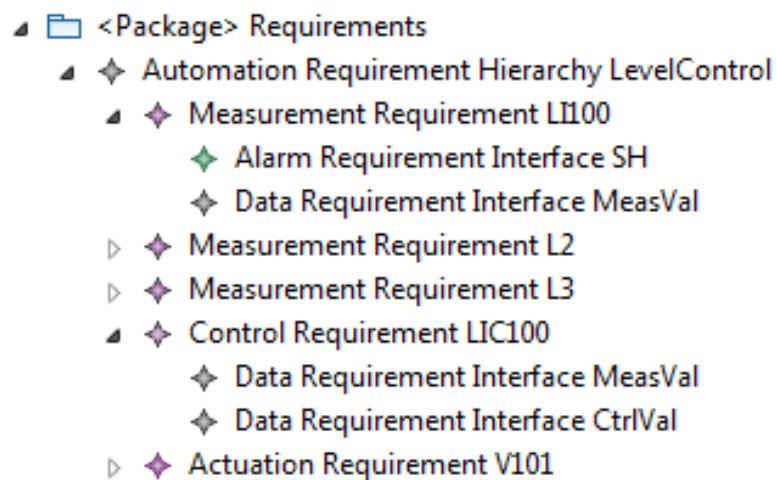 <Package> Requirements
Automation Requirement Hierarchy LevelControl
Measurement Requirement LI100
Alarm Requirement Interface SH
Data Requirement Interface MeasVal
Measurement Requirement L2
Measurement Requirement L3
Control Requirement LIC100
Data Requirement Interface MeasVal
Data Requirement Interface CtrlVal
Actuation Requirement V101